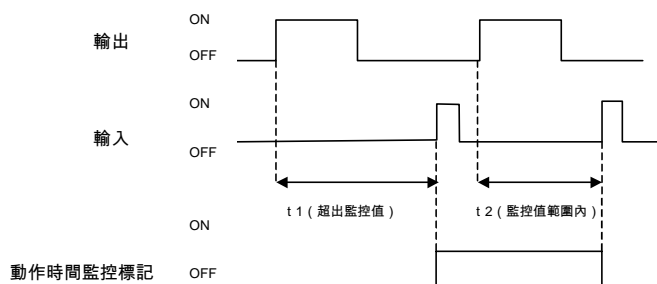 ON
輸出
OFF
ON
輸入
OFF
t 1 ( 超出監控值 )
t 2 ( 監控值範圍內 )
ON
動作時間監控標記
OFF